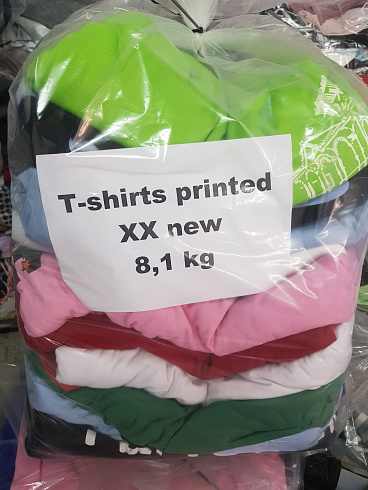 T-shirts printed
XX new
8,1 kg